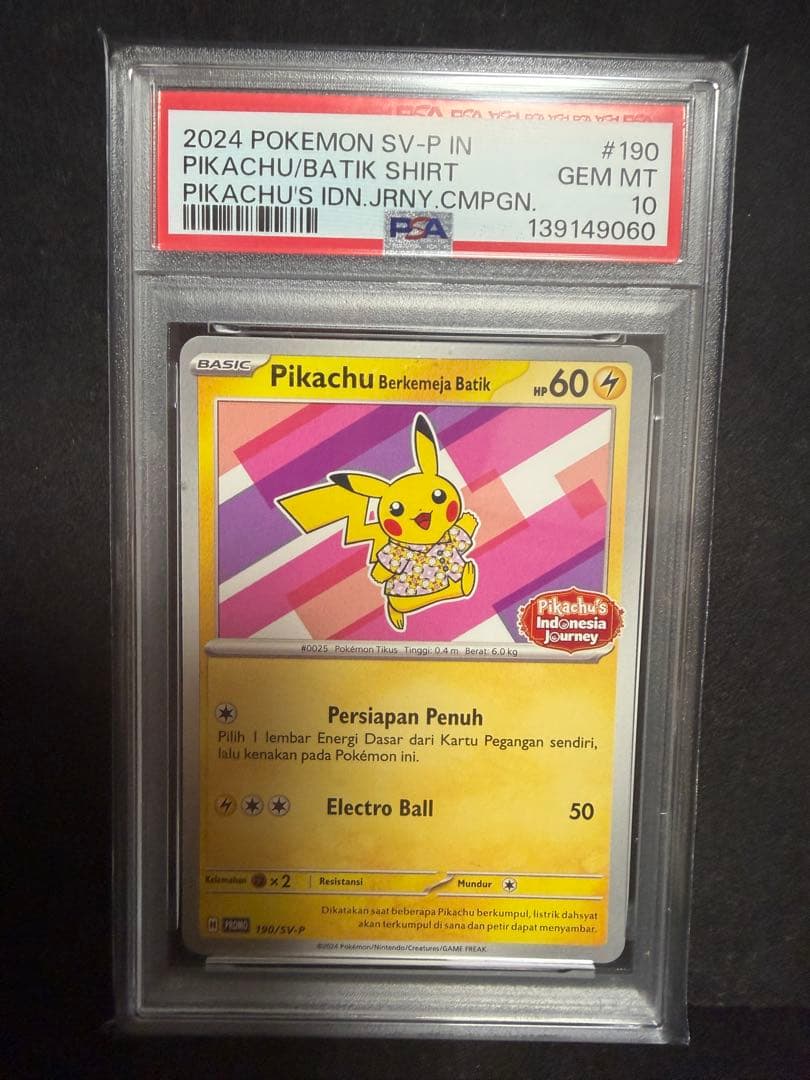 2024 POKEMON SV-P IN #190
PIKACHU/BATIK SHIRT GEM MT
PIKACHU'S IDN.JRNY.CMPGN. 10
PSA 139149060
BASIC Pikachu Berkemeja Batik HP 60
Pikachu's
Indonesia
Journey
#0025 Pokémon Tikus Tinggi: 0.4 m Berat: 6.0 kg
Persiapan Penuh
Pilih 1 lembar Energi Dasar dari Kartu Pegangan sendiri,
lalu kenakan pada Pokémon ini.
Electro Ball 50
Kelemahan ×2 Resistansi Mundur
Dikatakan saat beberapa Pikachu berkumpul, listrik dahsyat
akan terkumpul di sana dan petir dapat menyambar.
H PROMO 190/SV-P
©2024 Pokémon/Nintendo/Creatures/GAME FREAK